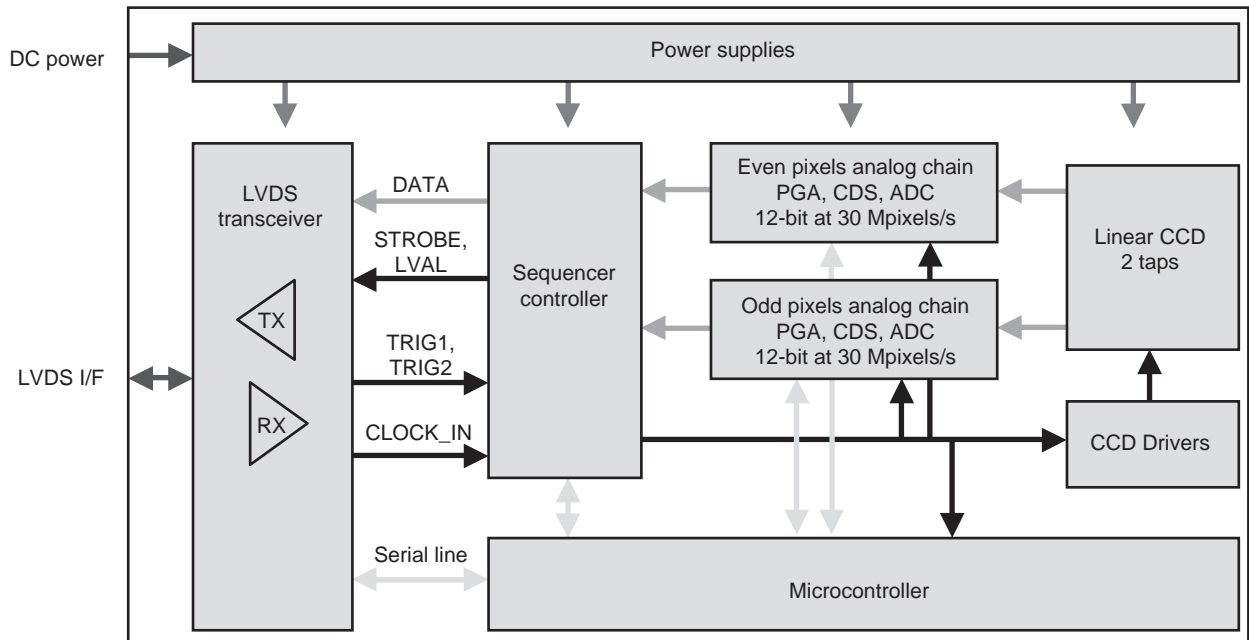 DC power
Power supplies
LVDS
transceiver
TX
RX
LVDS I/F
DATA
STROBE,
LVAL
TRIG1,
TRIG2
CLOCK_IN
Serial line
Sequencer
controller
Even pixels analog chain
PGA, CDS, ADC
12-bit at 30 Mpixels/s
Odd pixels analog chain
PGA, CDS, ADC
12-bit at 30 Mpixels/s
Linear CCD
2 taps
CCD Drivers
Microcontroller